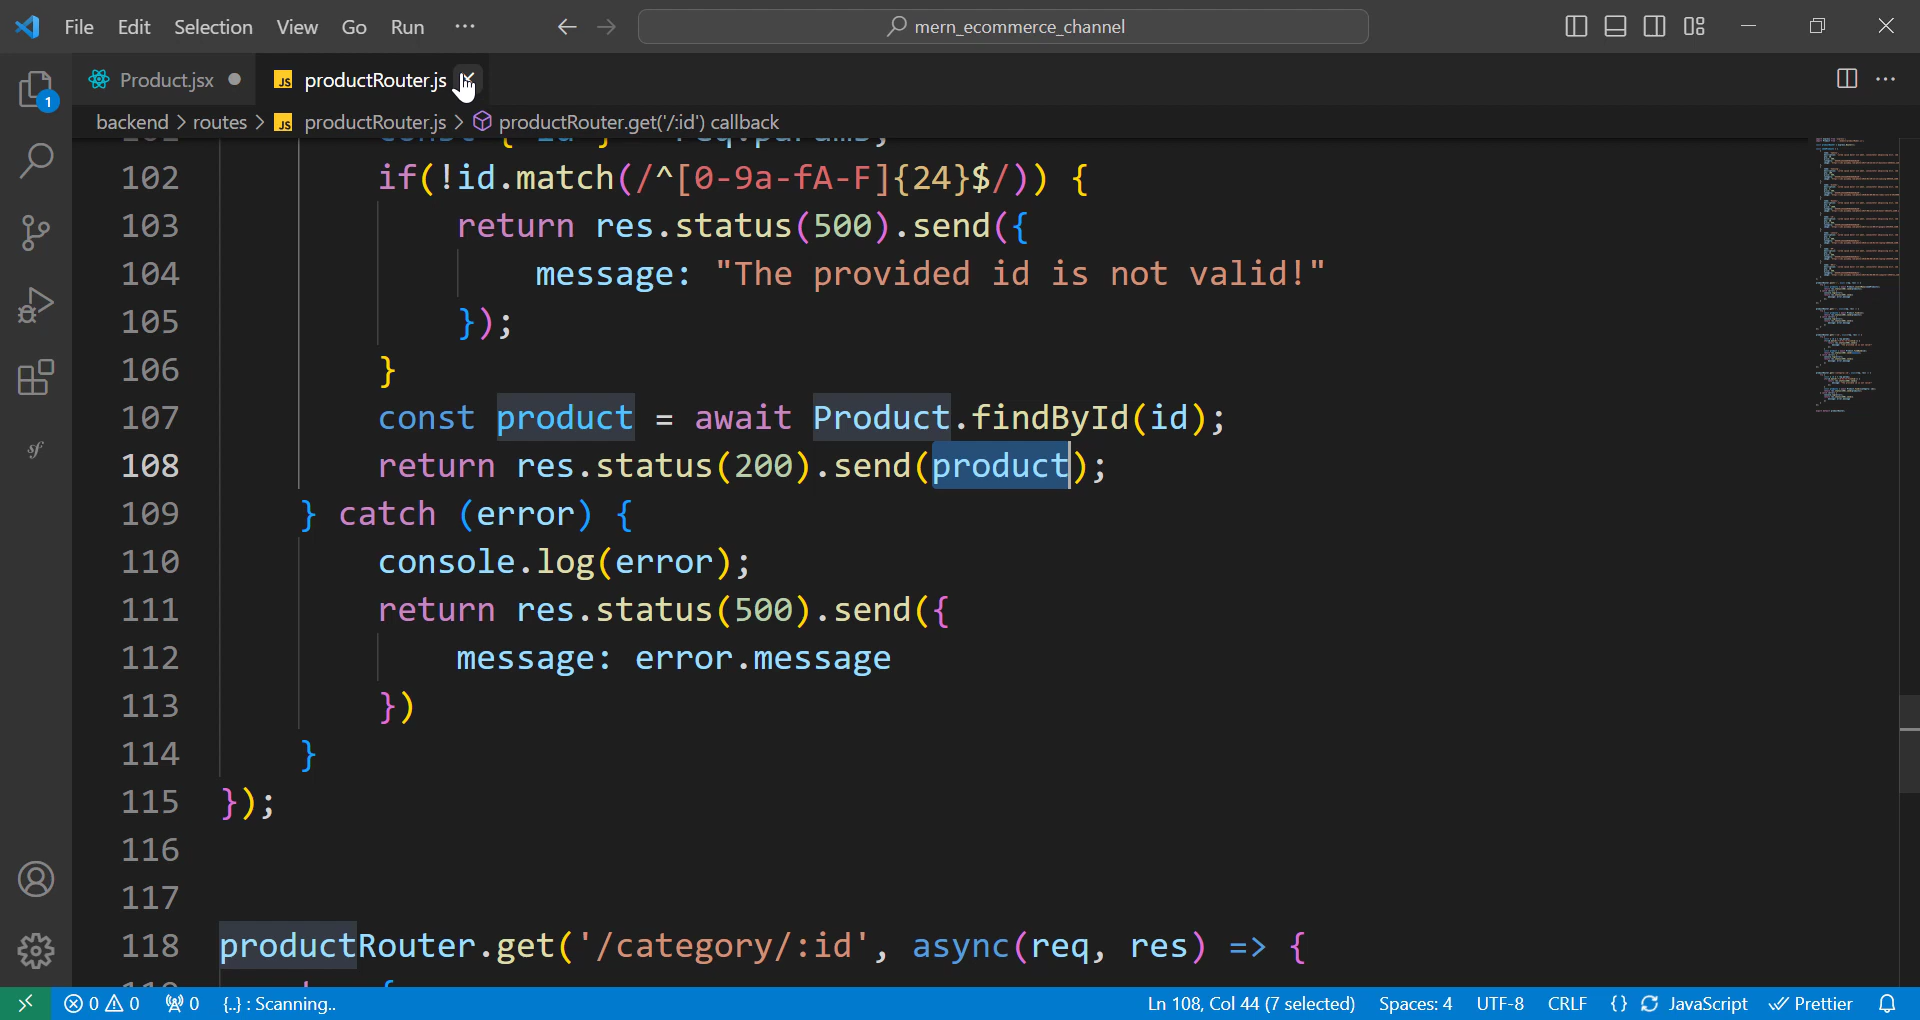 File Edit Selection View Go Run ··· mern_ecommerce_channel
Product.jsx JS productRouter.js
1
backend > routes > JS productRouter.js > productRouter.get('/:id') callback
102 if(!id.match(/^[0-9a-fA-F]{24}$/)) {
103 return res.status(500).send({
104 message: "The provided id is not valid!"
105 });
106 }
107 const product = await Product.findById(id);
108 return res.status(200).send(product);
109 } catch (error) {
110 console.log(error);
111 return res.status(500).send({
112 message: error.message
113 })
114 }
115 });
116
117
118 productRouter.get('/category/:id', async(req, res) => {
0 0 0 {..} : Scanning.. Ln 108, Col 44 (7 selected) Spaces: 4 UTF-8 CRLF {} JavaScript Prettier